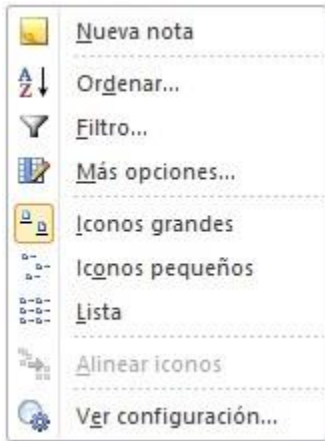 Nueva nota
Ordenar...
Filtro...
Más opciones...
Iconos grandes
Iconos pequeños
Lista
Alinear iconos
Ver configuración...